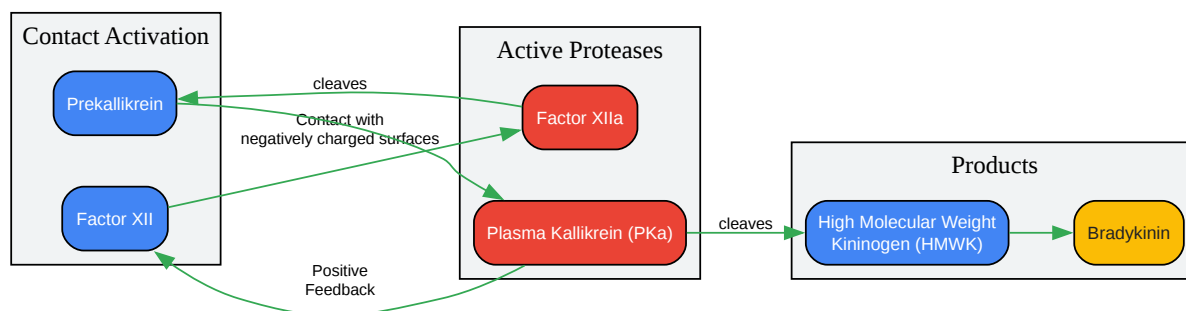 Contact Activation
Prekallikrein
Factor XII
cleaves
Contact with
negatively charged surfaces
Positive
Feedback
Active Proteases
Factor XIIa
Plasma Kallikrein (PKa)
cleaves
Products
High Molecular Weight
Kininogen (HMWK)
Bradykinin